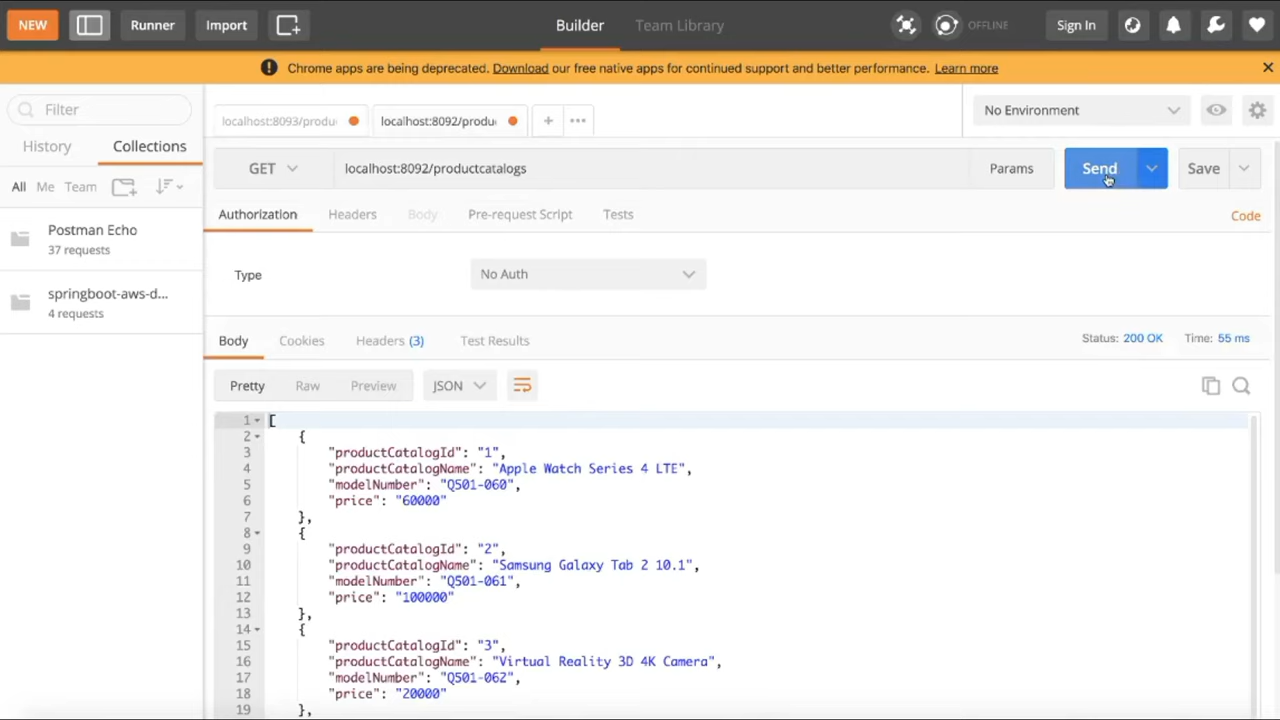 NEW
Runner
Import
Builder
Team Library
OFFLINE
Sign In
Chrome apps are being deprecated. Download our free native apps for continued support and better performance. Learn more
Filter
History
Collections
All
Me
Team
Postman Echo
37 requests
springboot-aws-d...
4 requests
localhost:8093/produ
localhost:8092/produ
No Environment
GET
localhost:8092/productcatalogs
Params
Send
Save
Authorization
Headers
Body
Pre-request Script
Tests
Code
Type
No Auth
Body
Cookies
Headers (3)
Test Results
Status: 200 OK
Time: 55 ms
Pretty
Raw
Preview
JSON
1 [
2 {
3 "productCatalogId": "1",
4 "productCatalogName": "Apple Watch Series 4 LTE",
5 "modelNumber": "Q501-060",
6 "price": "60000"
7 },
8 {
9 "productCatalogId": "2",
10 "productCatalogName": "Samsung Galaxy Tab 2 10.1",
11 "modelNumber": "Q501-061",
12 "price": "100000"
13 },
14 {
15 "productCatalogId": "3",
16 "productCatalogName": "Virtual Reality 3D 4K Camera",
17 "modelNumber": "Q501-062",
18 "price": "20000"
19 },